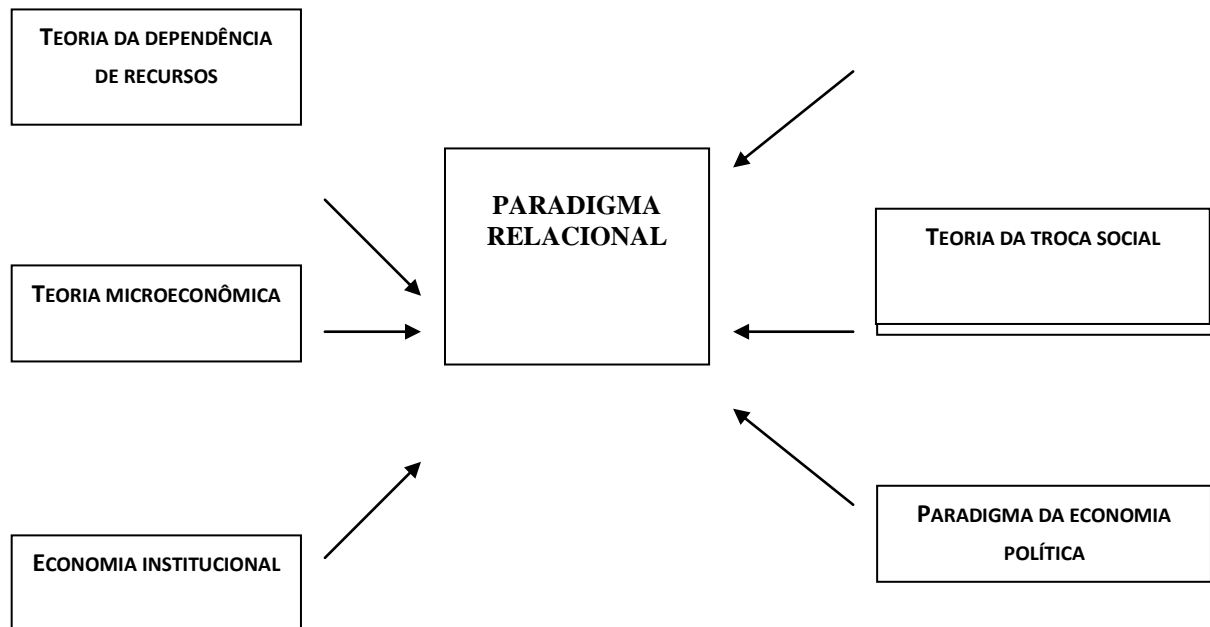 TEORIA DA DEPENDÊNCIA
DE RECURSOS
PARADIGMA
RELACIONAL
TEORIA DA TROCA SOCIAL
TEORIA MICROECONÔMICA
PARADIGMA DA ECONOMIA
POLÍTICA
ECONOMIA INSTITUCIONAL